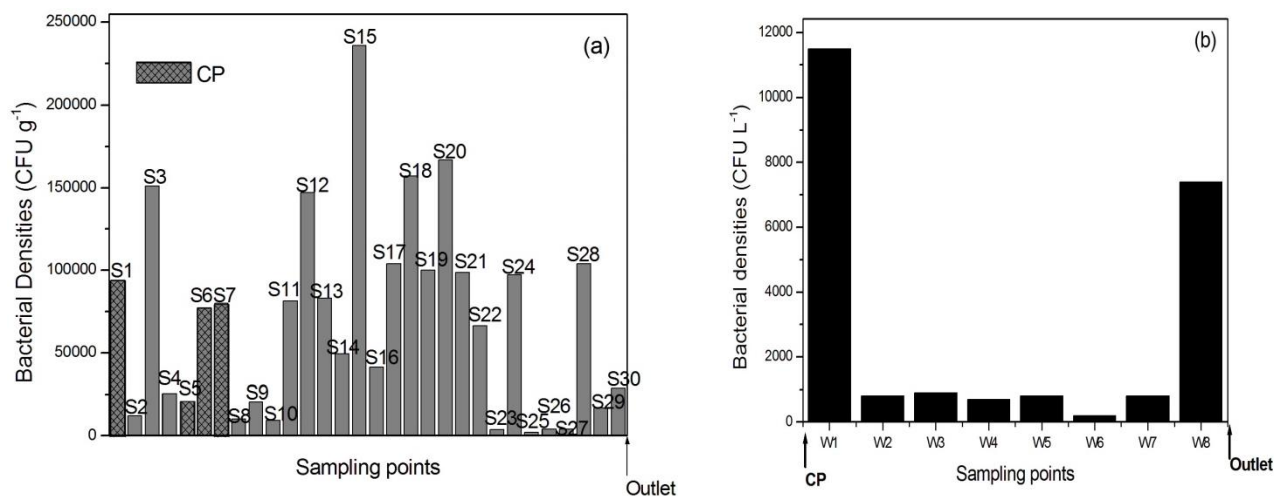 (a)
CP
Bacterial Densities (CFU g⁻¹)
250000
200000
150000
100000
50000
0
S1
S2
S3
S4
S5
S6
S7
S8
S9
S10
S11
S12
S13
S14
S15
S16
S17
S18
S19
S20
S21
S22
S23
S24
S25
S26
S27
S28
S29
S30
Sampling points
Outlet
(b)
Bacterial densities (CFU L⁻¹)
12000
10000
8000
6000
4000
2000
0
W1 W2 W3 W4 W5 W6 W7 W8
CP
Sampling points
Outlet